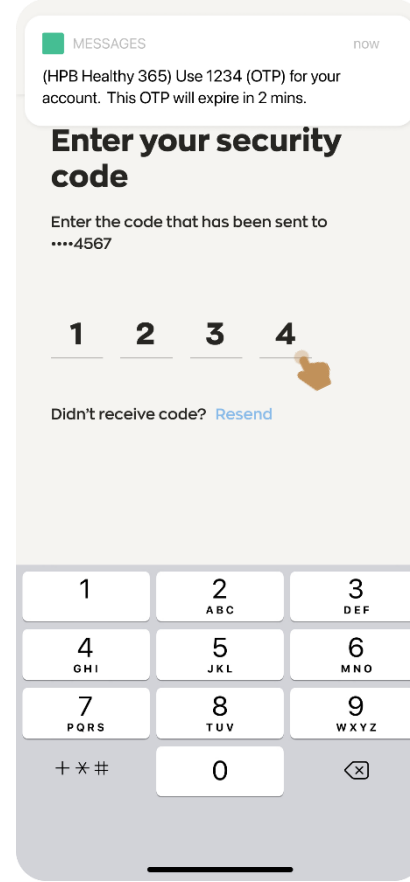 MESSAGES now
(HPB Healthy 365) Use 1234 (OTP) for your
account. This OTP will expire in 2 mins.
Enter your security
code
Enter the code that has been sent to
••••4567
1 2 3 4
Didn't receive code? Resend
1 2 3
ABC DEF
4 5 6
GHI JKL MNO
7 8 9
PQRS TUV WXYZ
+*# 0